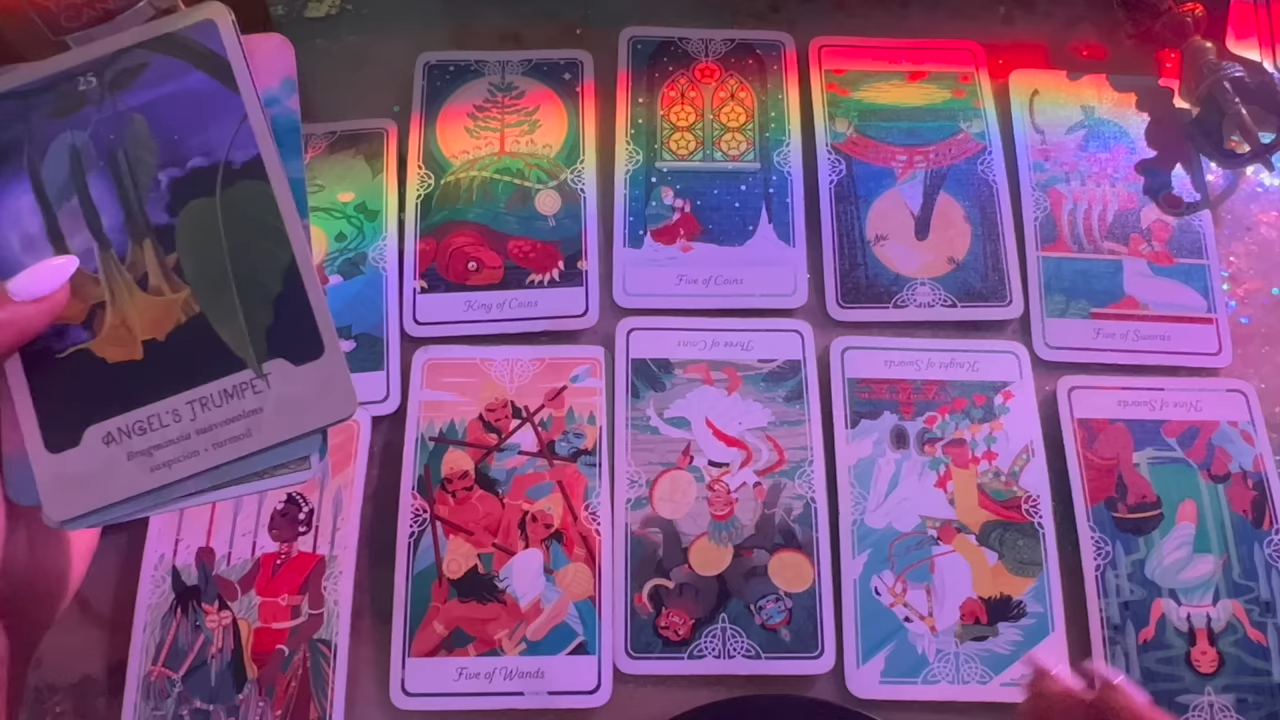 CAN
25
ANGEL'S TRUMPET
Brugmansia suaveolens
suspicion • turmoil
King of Coins
Five of Coins
Five of Swords
Five of Wands
Three of Coins
Knight of Swords
Nine of Swords